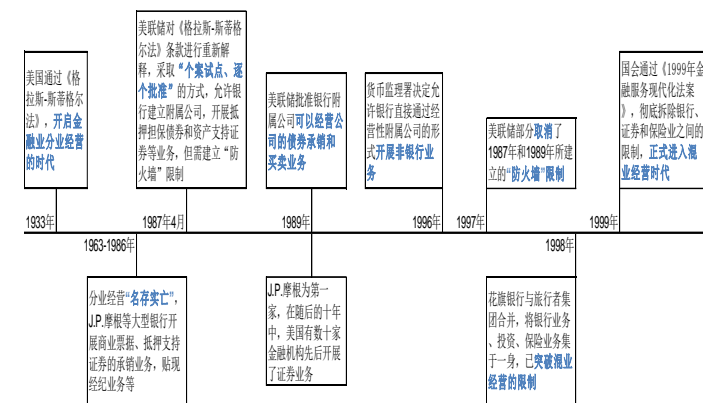 美国通过《格
拉斯-斯蒂格尔
法》，开启金
融业分业经营
的时代
美联储对《格拉斯-斯蒂格
尔法》条款进行重新解
释，采取“个案试点、逐
个批准”的方式，允许银
行建立附属公司，开展抵
押担保债券和资产支持证
券等业务，但需建立“防
火墙”限制
美联储批准银行附
属公司可以经营公
司的债券承销和
买卖业务
货币监理署决定允
许银行直接通过经
营性附属公司的形
式开展非银行业
务
美联储部分取消了
1987年和1989年所建
立的“防火墙”限制
国会通过《1999年金
融服务现代化法案
》，彻底拆除银行、
证券和保险业之间的
限制，正式进入混
业经营时代
1933年
1987年4月
1989年
1996年
1997年
1999年
1963-1986年
1998年
分业经营“名存实亡”，
J.P.摩根等大型银行开
展商业票据、抵押支持
证券的承销业务，贴现
经纪业务等
J.P.摩根为第一
家，在随后的十年
中，美国有数十家
金融机构先后开展
了证券业务
花旗银行与旅行者集
团合并，将银行业务
、投资、保险业务集
于一身，已突破混业
经营的限制